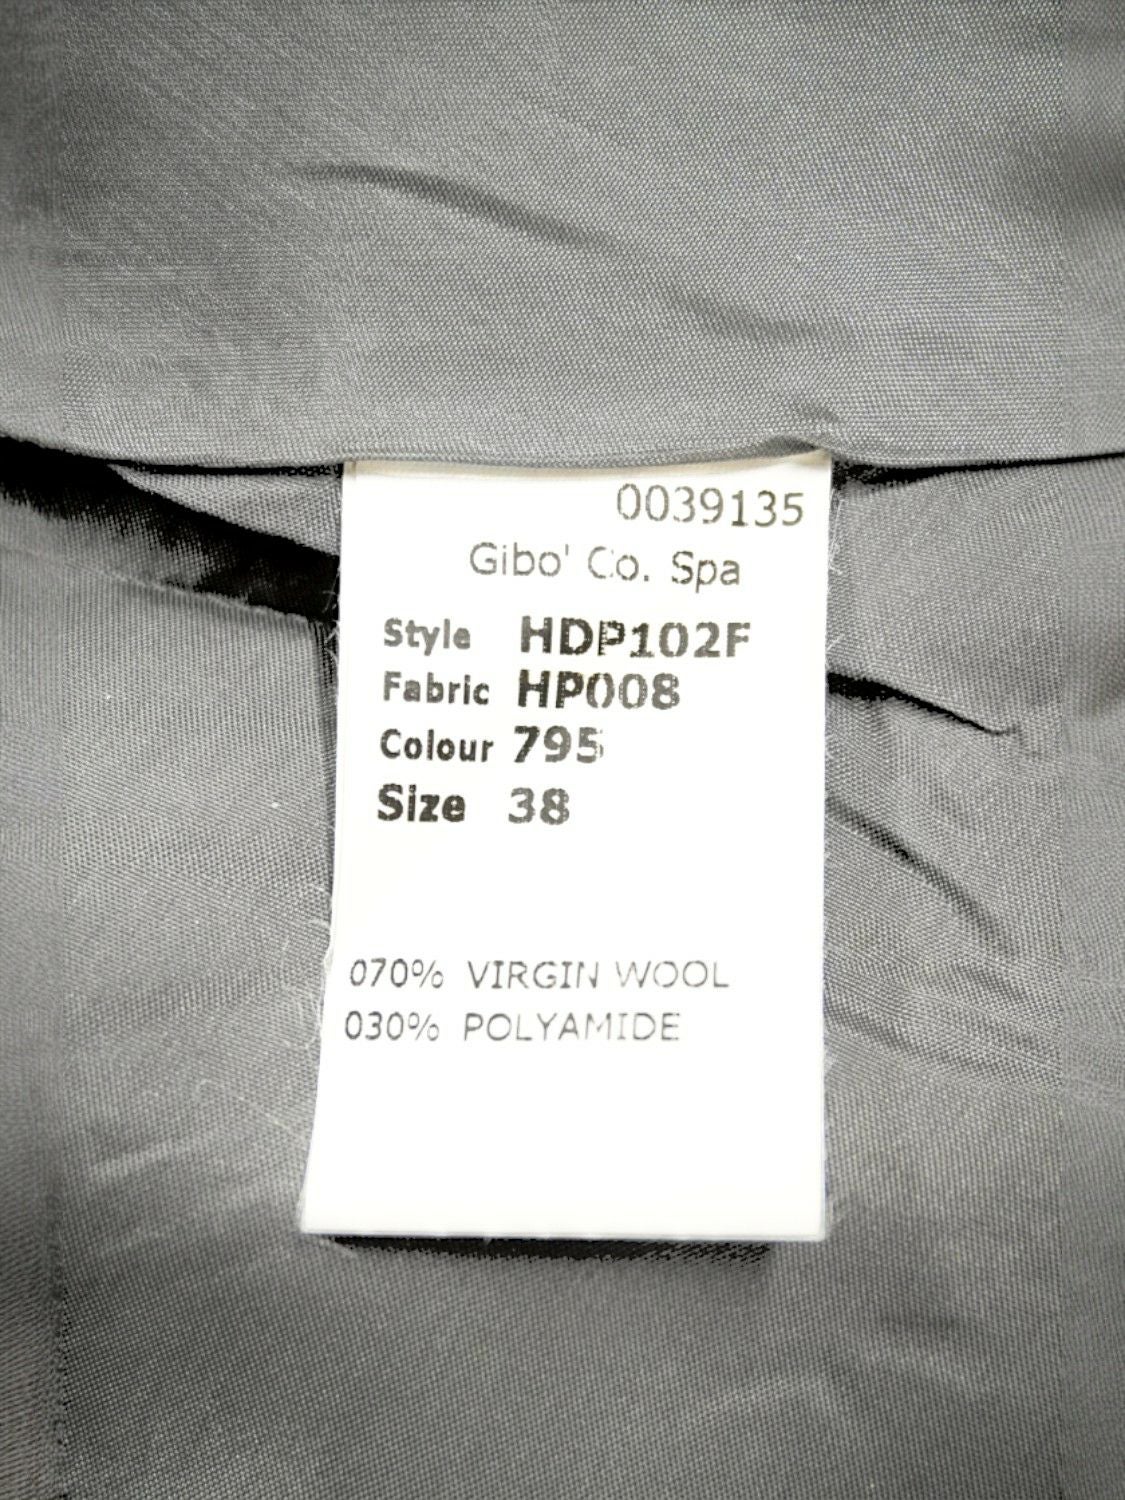 0039135
Gibo' Co. Spa
Style HDP102F
Fabric HP008
Colour 795
Size 38
070% VIRGIN WOOL
030% POLYAMIDE